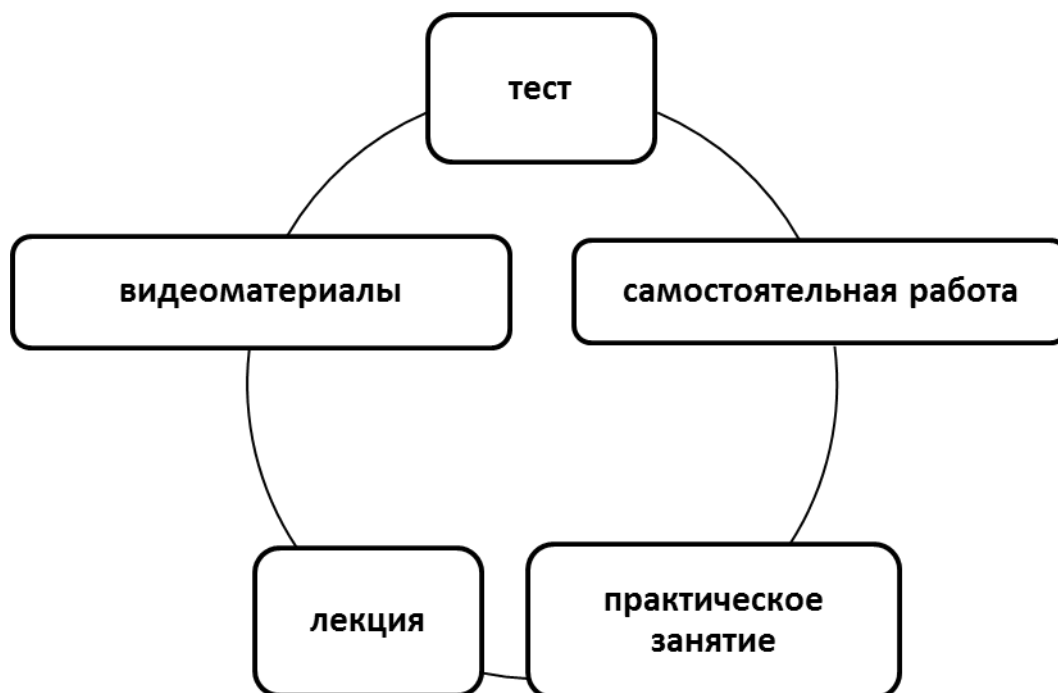 тест
видеоматериалы
самостоятельная работа
лекция
практическое
занятие